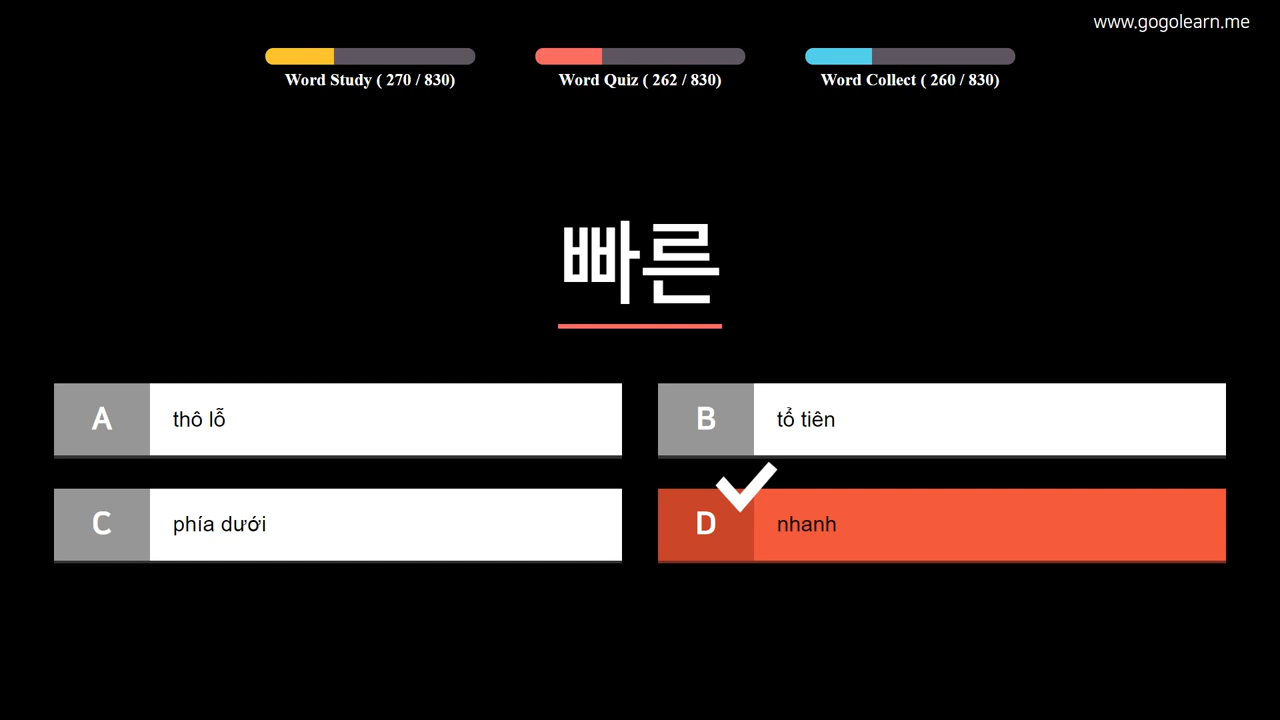 www.gogolearn.me
Word Study ( 270 / 830)
Word Quiz ( 262 / 830)
Word Collect ( 260 / 830)
빠른
A thô lỗ
B tổ tiên
C phía dưới
D nhanh